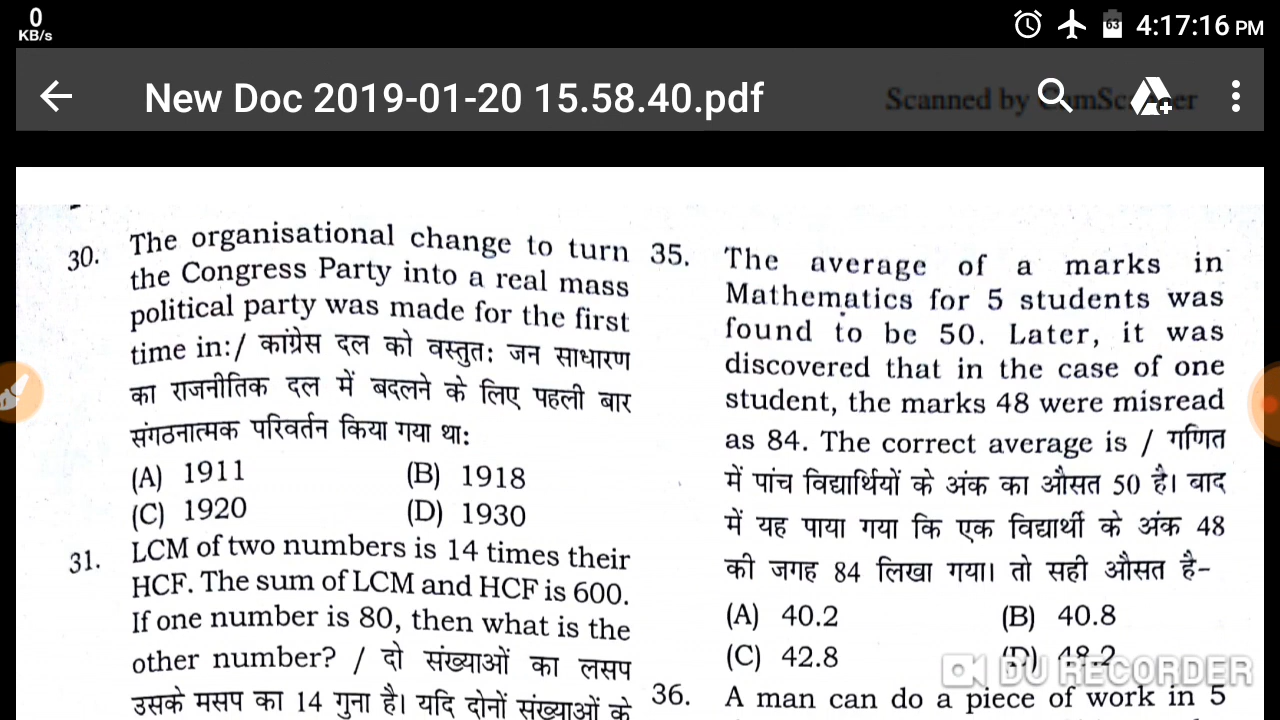 0
KB/s
63
4:17:16 PM
New Doc 2019-01-20 15.58.40.pdf
Scanned by CamScanner
30. The organisational change to turn
the Congress Party into a real mass
political party was made for the first
time in:/ कांग्रेस दल को वस्तुतः जन साधारण
का राजनीतिक दल में बदलने के लिए पहली बार
संगठनात्मक परिवर्तन किया गया था:
(A) 1911 (B) 1918
(C) 1920 (D) 1930
31. LCM of two numbers is 14 times their
HCF. The sum of LCM and HCF is 600.
If one number is 80, then what is the
other number? / दो संख्याओं का लसप
उसके मसप का 14 गुना है। यदि दोनों संख्याओं के
35. The average of a marks in
Mathematics for 5 students was
found to be 50. Later, it was
discovered that in the case of one
student, the marks 48 were misread
as 84. The correct average is / गणित
में पांच विद्यार्थियों के अंक का औसत 50 है। बाद
में यह पाया गया कि एक विद्यार्थी के अंक 48
की जगह 84 लिखा गया। तो सही औसत है-
(A) 40.2 (B) 40.8
(C) 42.8 (D) 48.2
DU RECORDER
36. A man can do a piece of work in 5